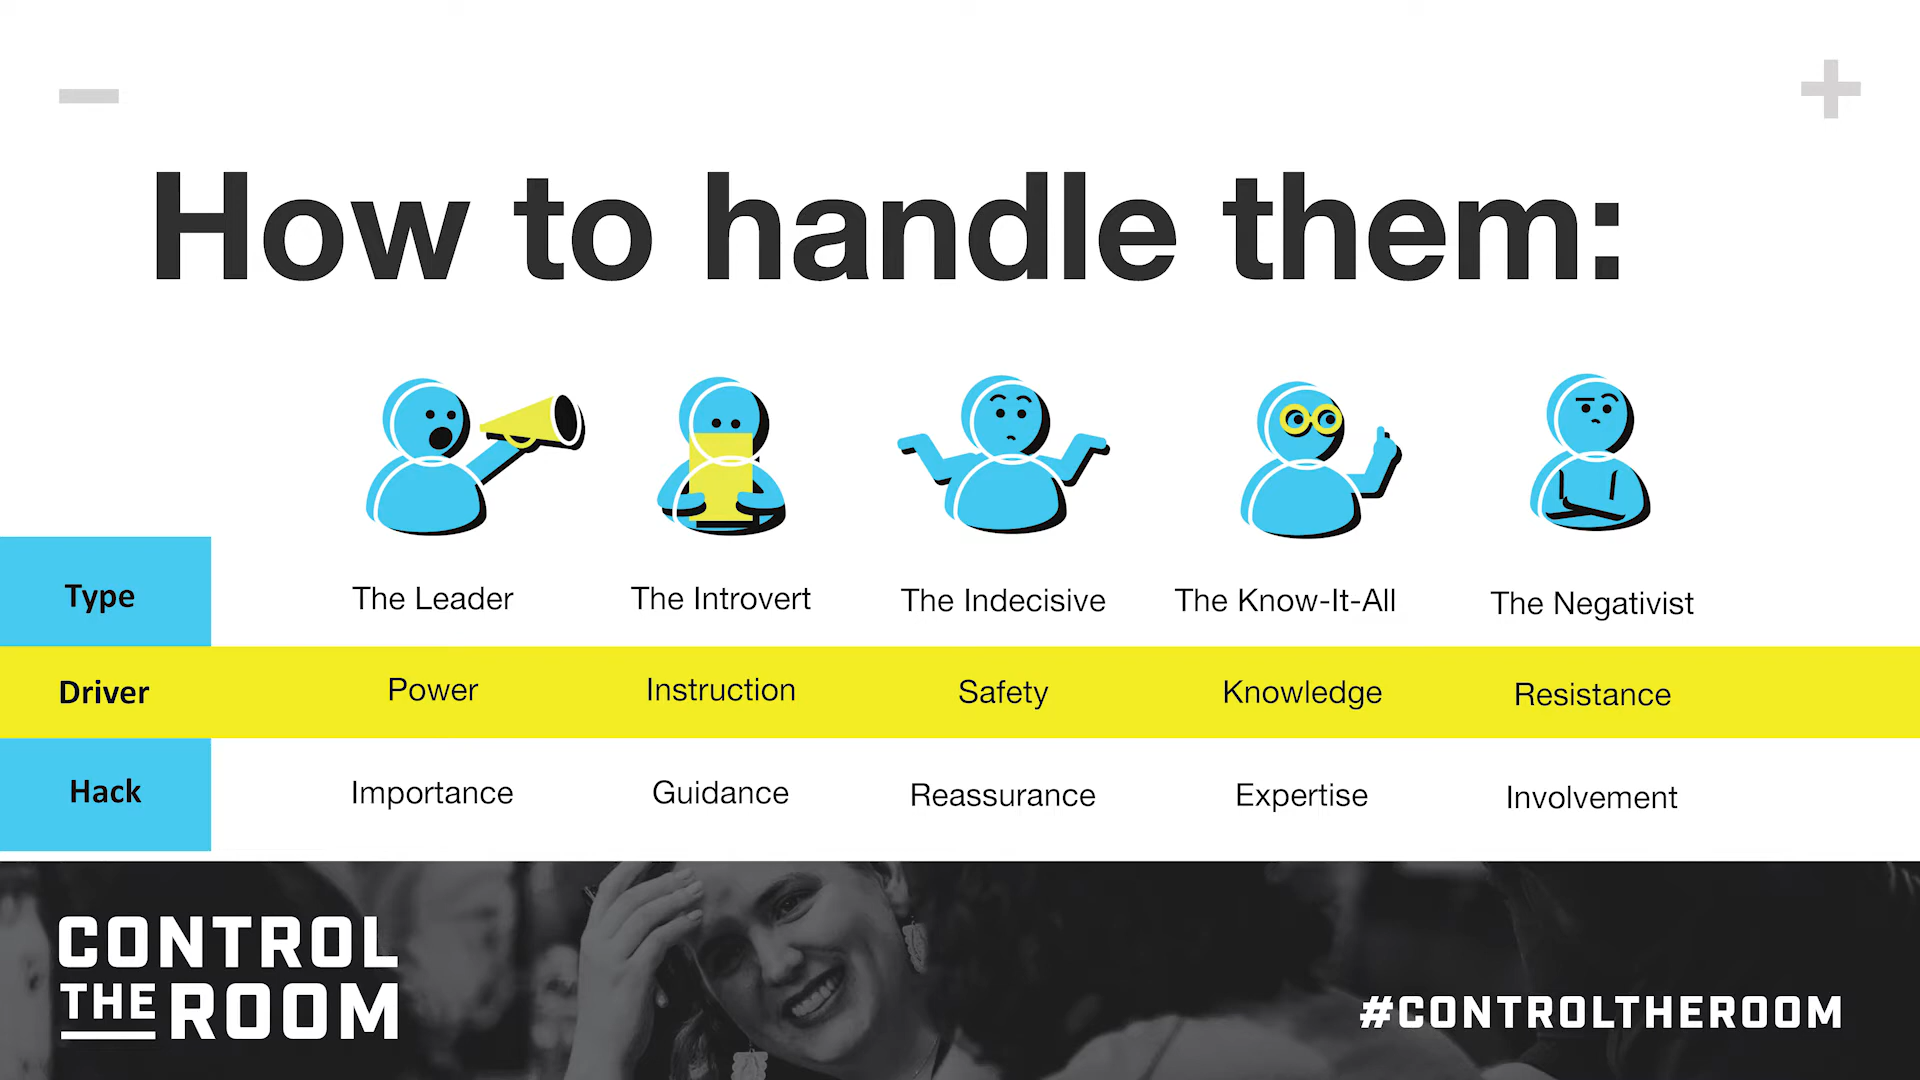 How to handle them:
Type The Leader The Introvert The Indecisive The Know-It-All The Negativist
Driver Power Instruction Safety Knowledge Resistance
Hack Importance Guidance Reassurance Expertise Involvement
CONTROL
THE ROOM
#CONTROLTHEROOM